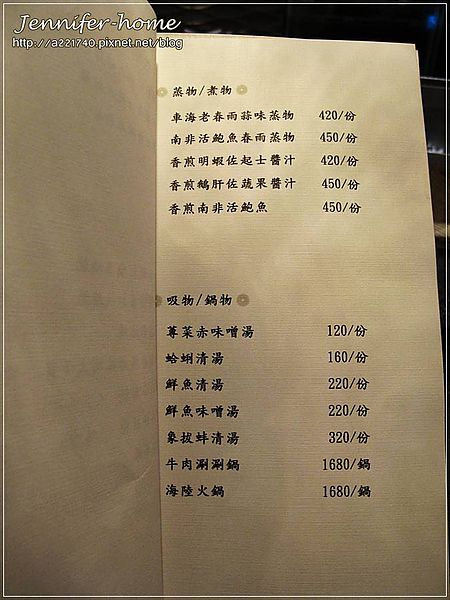 Jennifer-home
http://a221740.pixnet.net/blog
蒸物/煮物
車海老春雨蒜味蒸物 420/份
南非活鮑魚春雨蒸物 450/份
香煎明蝦佐起士醬汁 420/份
香煎鵝肝佐蔬果醬汁 450/份
香煎南非活鮑魚 450/份
吸物/鍋物
蓴菜赤味噌湯 120/份
蛤蜊清湯 160/份
鮮魚清湯 220/份
鮮魚味噌湯 220/份
象拔蚌清湯 320/份
牛肉涮涮鍋 1680/鍋
海陸火鍋 1680/鍋